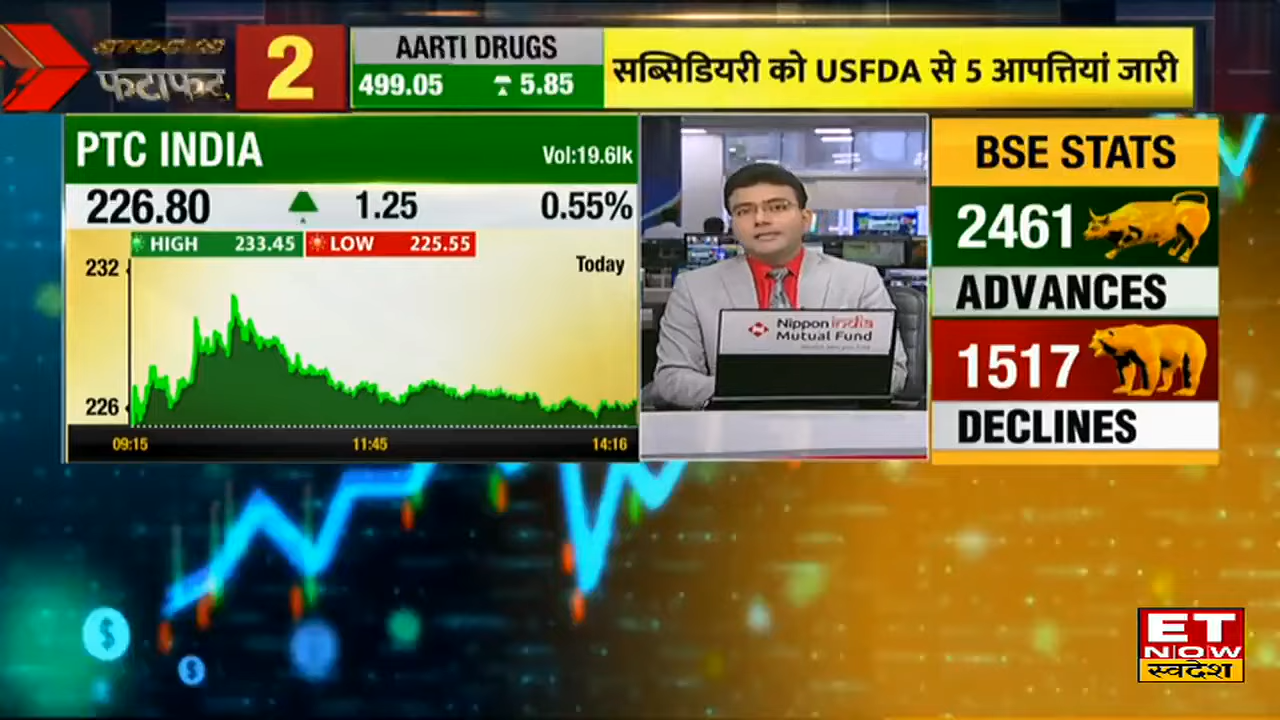 फटाफट
2
AARTI DRUGS
499.05 5.85
सब्सिडियरी को USFDA से 5 आपत्तियां जारी
PTC INDIA
Vol:19.6lk
226.80 1.25 0.55%
HIGH 233.45 LOW 225.55
Today
232
226
09:15 11:45 14:16
Nippon india
Mutual Fund
BSE STATS
2461
ADVANCES
1517
DECLINES
ET
NOW
स्वदेश